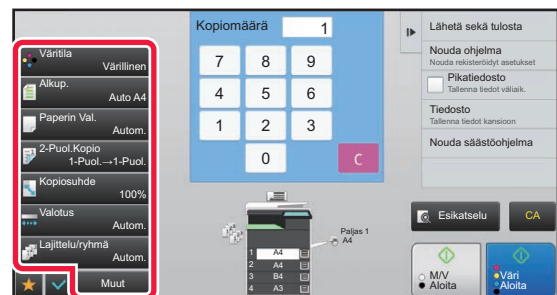 Väritila
Värillinen
Alkup.
Auto A4
Paperin Val.
Autom.
2-Puol.Kopio
1-Puol.→1-Puol.
Kopiosuhde
100%
Valotus
Autom.
Lajittelu/ryhmä
Autom.
Muut
Kopiomäärä 1
7 8 9
4 5 6
1 2 3
0 C
Paljas 1
A4
1 A4
2 A4
3 B4
4 A3
Lähetä sekä tulosta
Nouda ohjelma
Nouda rekisteröidyt asetukset
Pikatiedosto
Tallenna tiedot väliaik.
Tiedosto
Tallenna tiedot kansioon
Nouda säästöohjelma
Esikatselu
CA
M/V
Aloita
Väri
Aloita